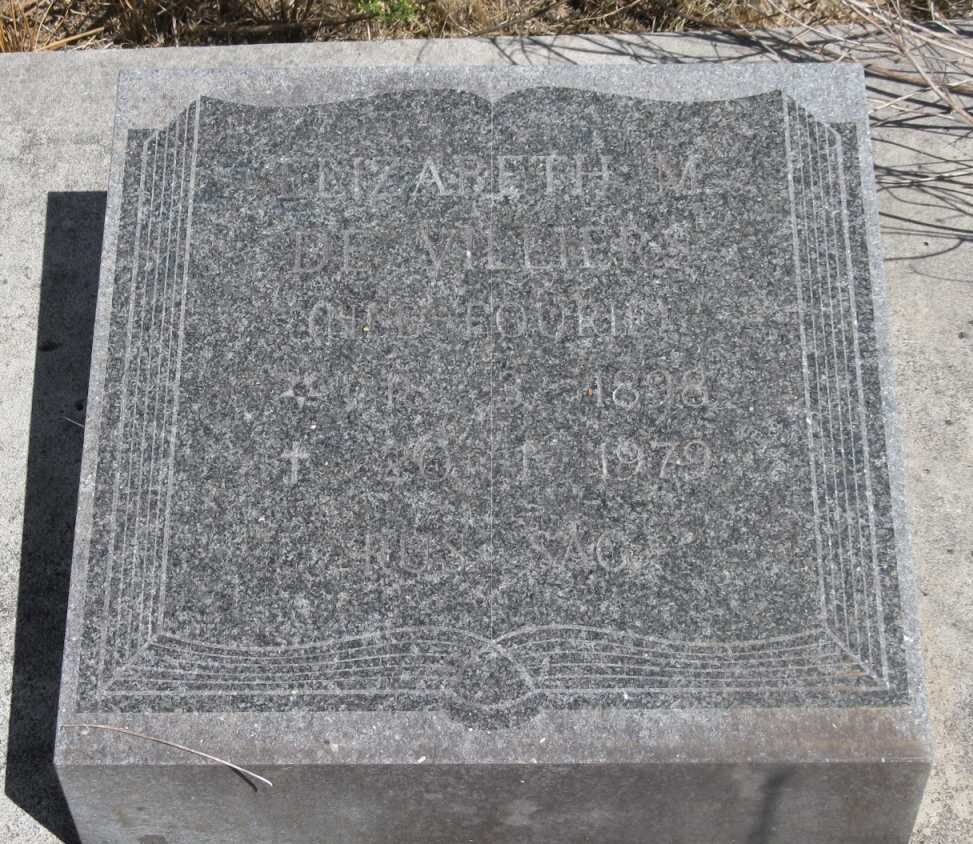 ELIZABETH M
DE VILLIERS
(NEE FOURIE)
1898
† 20 1 1979
RUS SAG